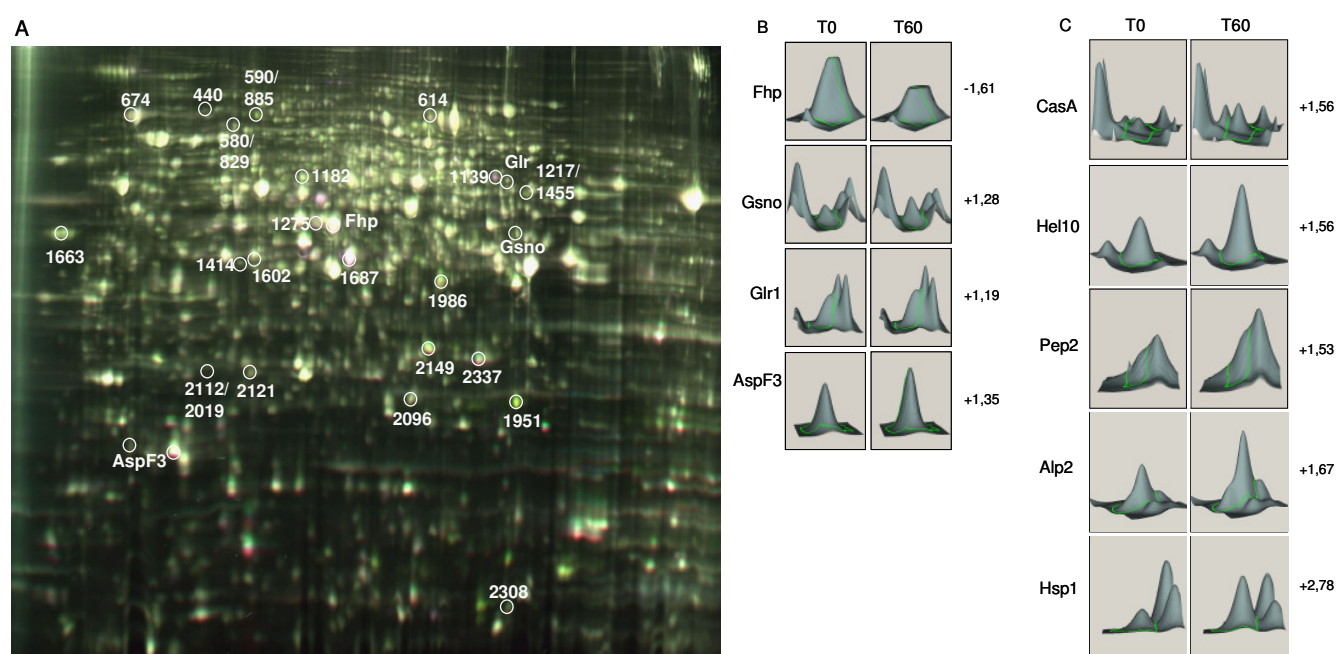 A
590/
674
440
885
614
580/
829
1182
1139
Glr
1217/
1455
1275
Fhp
1663
Gsno
1414
1602
1687
1986
2149
2337
2112/
2019
2121
2096
1951
AspF3
2308
B
T0
T60
Fhp
-1,61
Gsno
+1,28
Glr1
+1,19
AspF3
+1,35
C
T0
T60
CasA
+1,56
Hel10
+1,56
Pep2
+1,53
Alp2
+1,67
Hsp1
+2,78